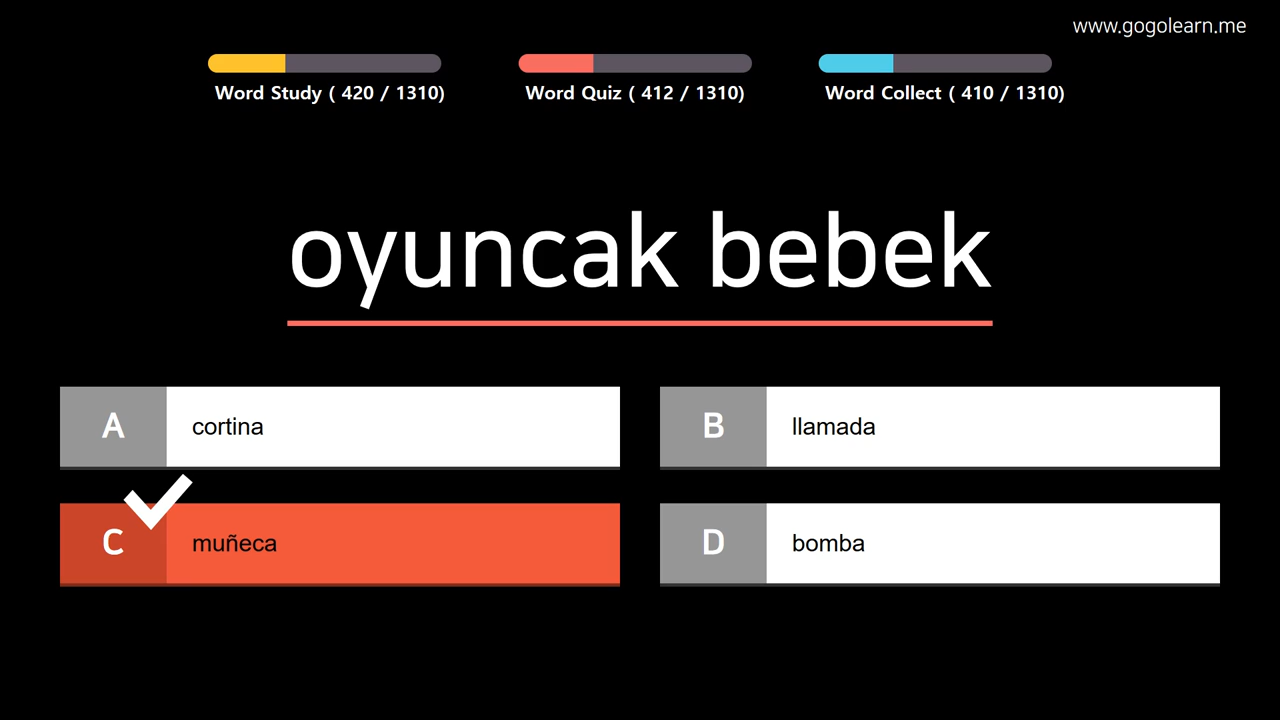 www.gogolearn.me
Word Study ( 420 / 1310)
Word Quiz ( 412 / 1310)
Word Collect ( 410 / 1310)
oyuncak bebek
A cortina
B llamada
C muñeca
D bomba